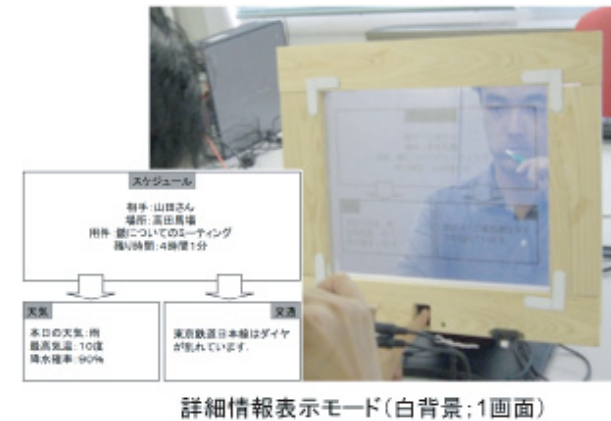 スケジュール
相手:山田さん
場所:高田馬場
用件:鏡についてのミーティング
残り時間:4時間1分
天気
本日の天気:雨
最高気温:10度
降水確率:90%
交通
東京鉄道日本線はダイヤ
が乱れています.
詳細情報表示モード(白背景;1画面)